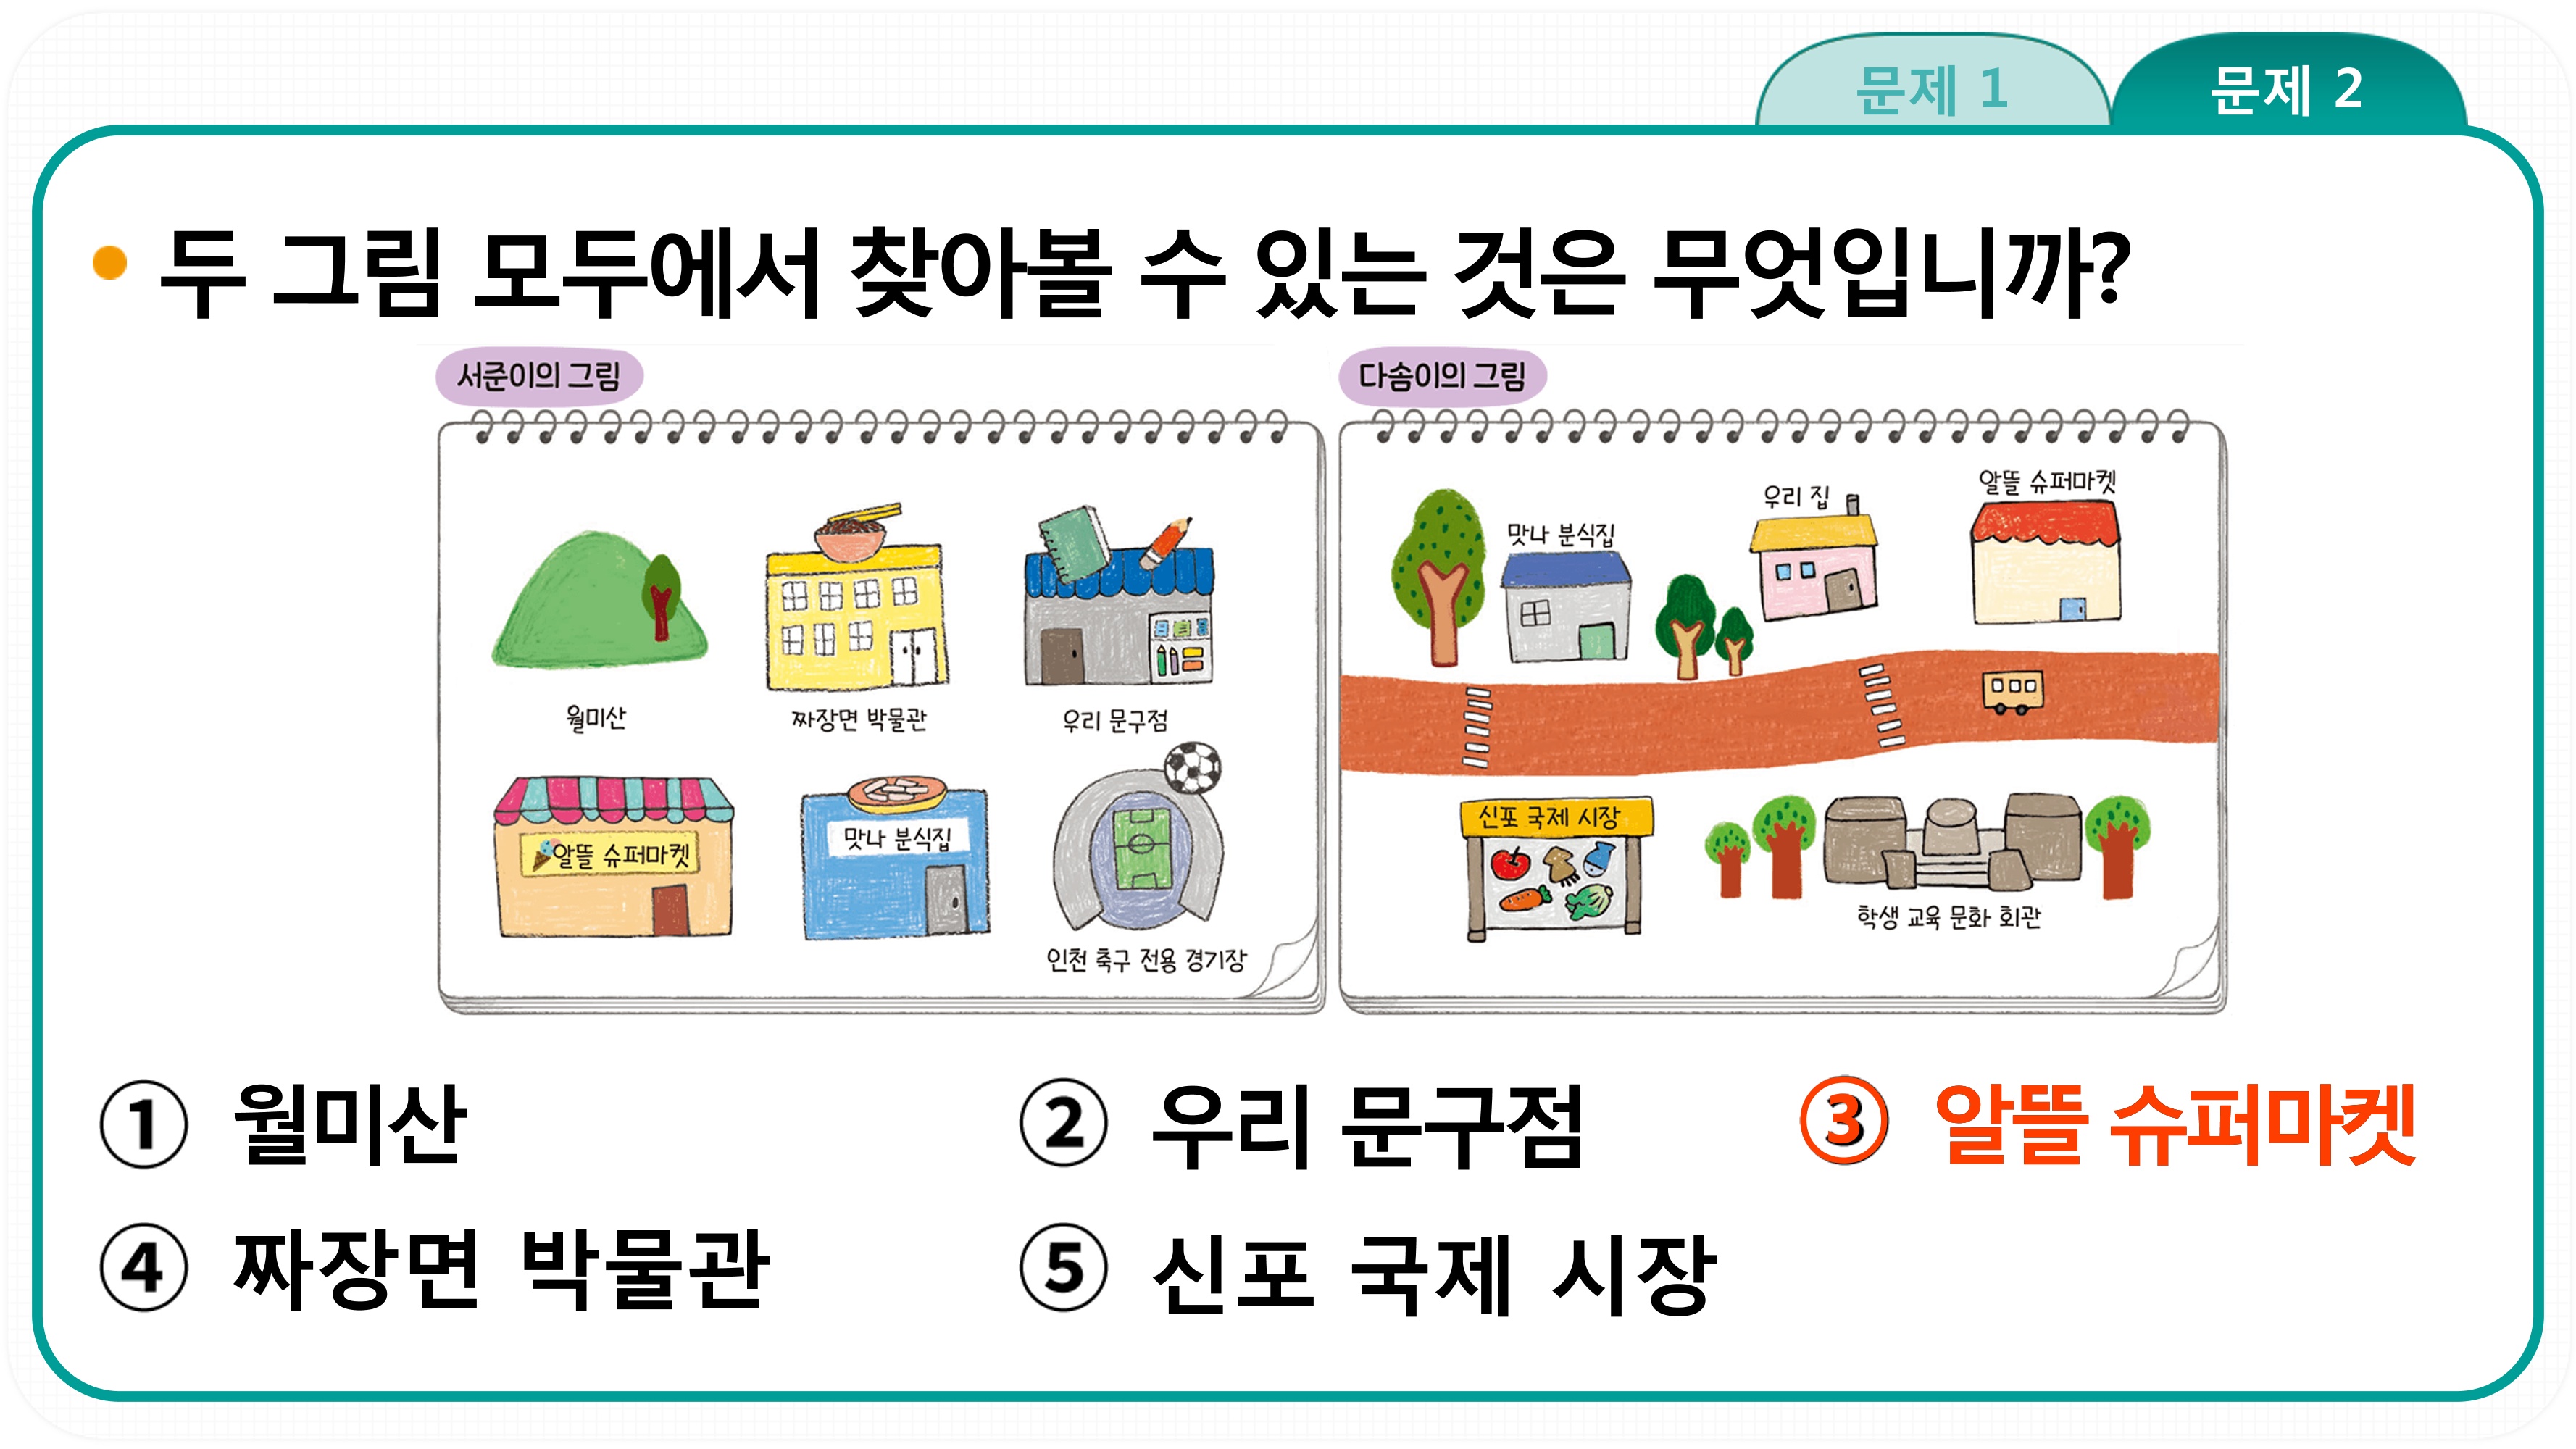 문제 1
문제 2
두 그림 모두에서 찾아볼 수 있는 것은 무엇입니까?
서준이의 그림
월미산
짜장면 박물관
우리 문구점
알뜰 슈퍼마켓
맛나 분식집
인천 축구 전용 경기장
다솜이의 그림
맛나 분식집
우리 집
알뜰 슈퍼마켓
신포 국제 시장
학생 교육 문화 회관
① 월미산
② 우리 문구점
③ 알뜰 슈퍼마켓
④ 짜장면 박물관
⑤ 신포 국제 시장